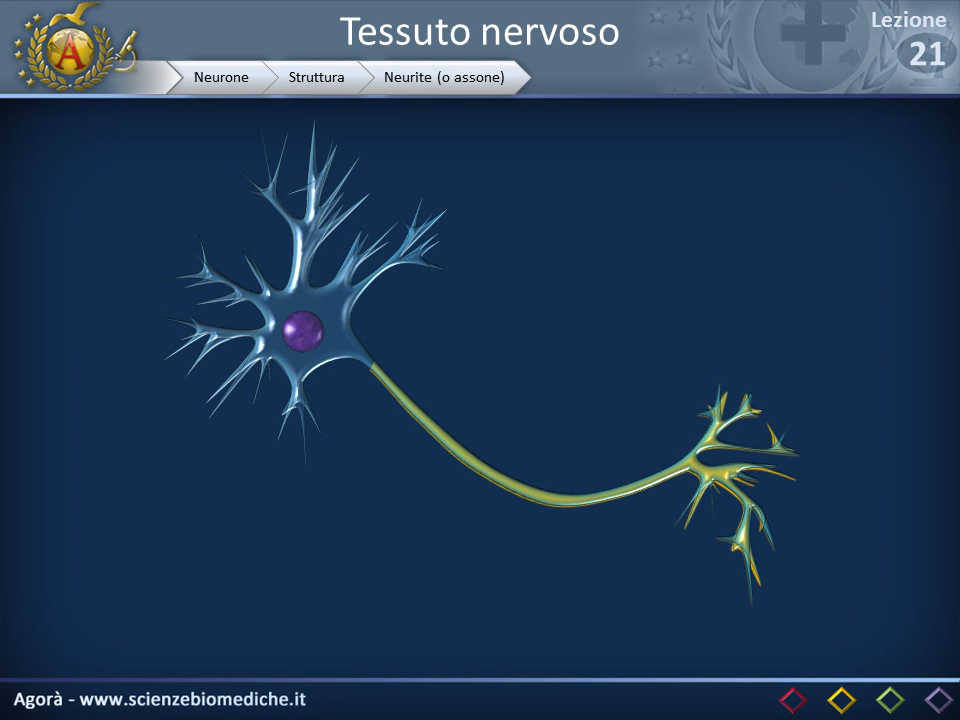 Tessuto nervoso
Lezione
21
A
Neurone
Struttura
Neurite (o assone)
Agorà - www.scienzebiomediche.it